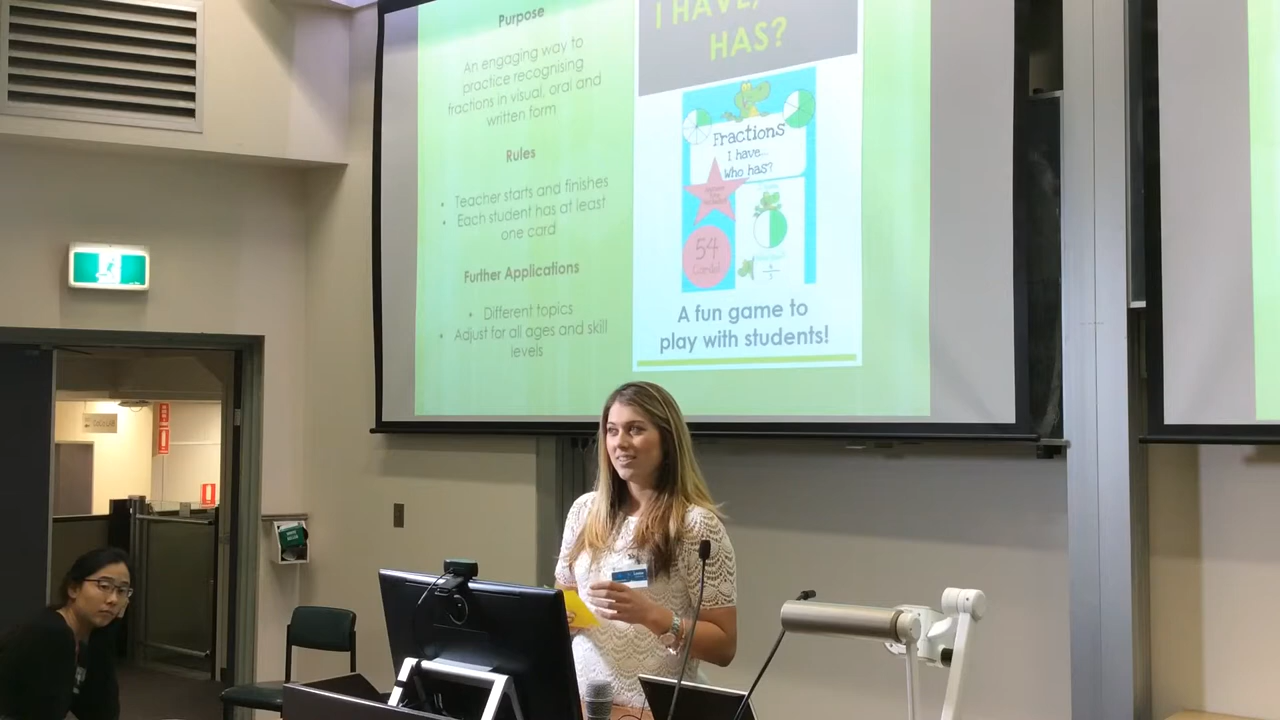 Purpose
An engaging way to
practice recognising
fractions in visual, oral and
written form
Rules
• Teacher starts and finishes
• Each student has at least
one card
Further Applications
• Different topics
• Adjust for all ages and skill
levels
I HAVE,
HAS?
Fractions
I have...
Who has?
54
Cards!
A fun game to
play with students!